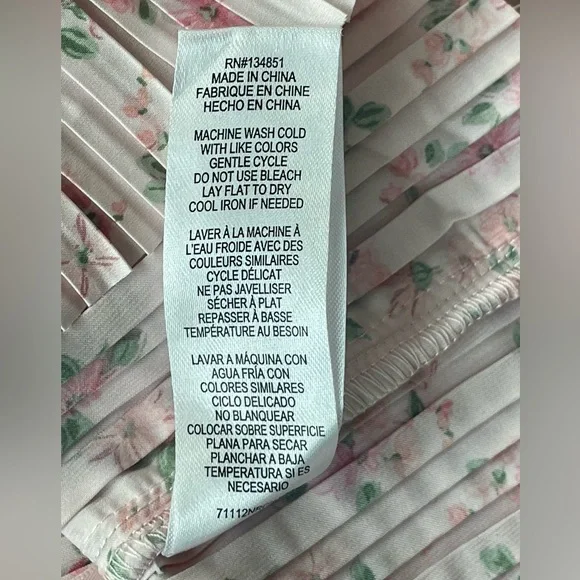 RN#134851
MADE IN CHINA
FABRIQUE EN CHINE
HECHO EN CHINA
MACHINE WASH COLD
WITH LIKE COLORS
GENTLE CYCLE
DO NOT USE BLEACH
LAY FLAT TO DRY
COOL IRON IF NEEDED
LAVER À LA MACHINE À
L'EAU FROIDE AVEC DES
COULEURS SIMILAIRES
CYCLE DÉLICAT
NE PAS JAVELLISER
SÉCHER À PLAT
REPASSER À BASSE
TEMPÉRATURE AU BESOIN
LAVAR A MÁQUINA CON
AGUA FRÍA CON
COLORES SIMILARES
CICLO DELICADO
NO BLANQUEAR
COLOCAR SOBRE SUPERFICIE
PLANA PARA SECAR
PLANCHAR A BAJA
TEMPERATURA SI ES
NECESARIO